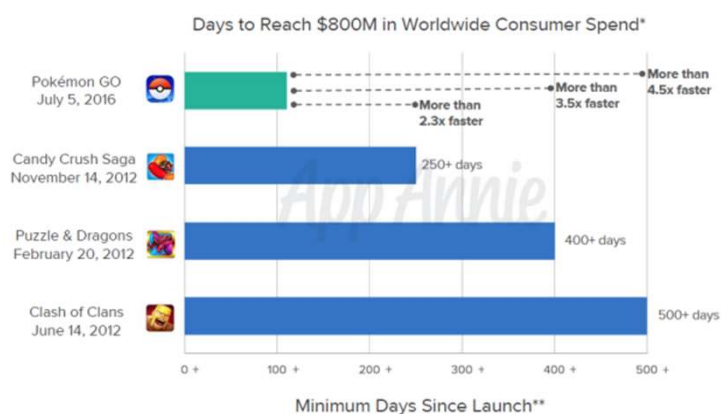 Days to Reach $800M in Worldwide Consumer Spend*
Pokémon GO
July 5, 2016
More than
4.5x faster
More than
3.5x faster
More than
2.3x faster
Candy Crush Saga
November 14, 2012
250+ days
App Annie
Puzzle & Dragons
February 20, 2012
400+ days
Clash of Clans
June 14, 2012
500+ days
0 + 100 + 200 + 300 + 400 + 500 +
Minimum Days Since Launch**